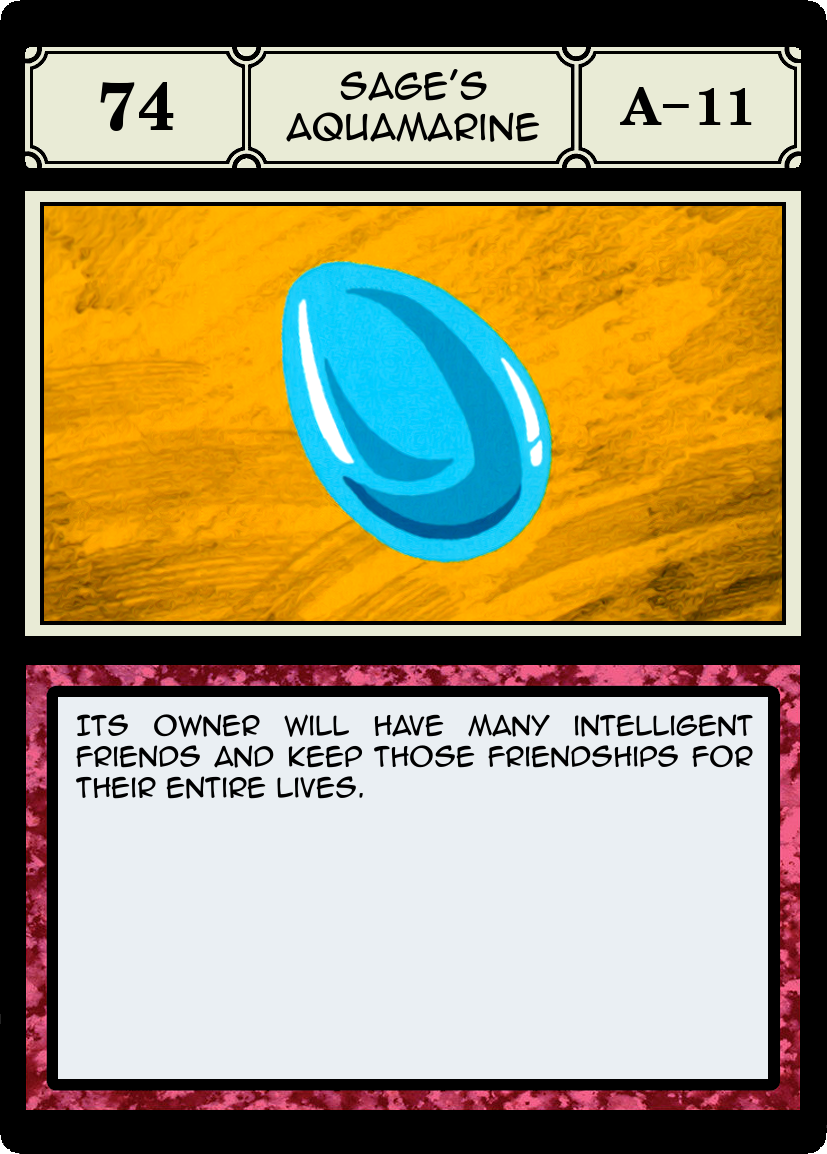 74
SAGE'S
AQUAMARINE
A-11
ITS OWNER WILL HAVE MANY INTELLIGENT
FRIENDS AND KEEP THOSE FRIENDSHIPS FOR
THEIR ENTIRE LIVES.